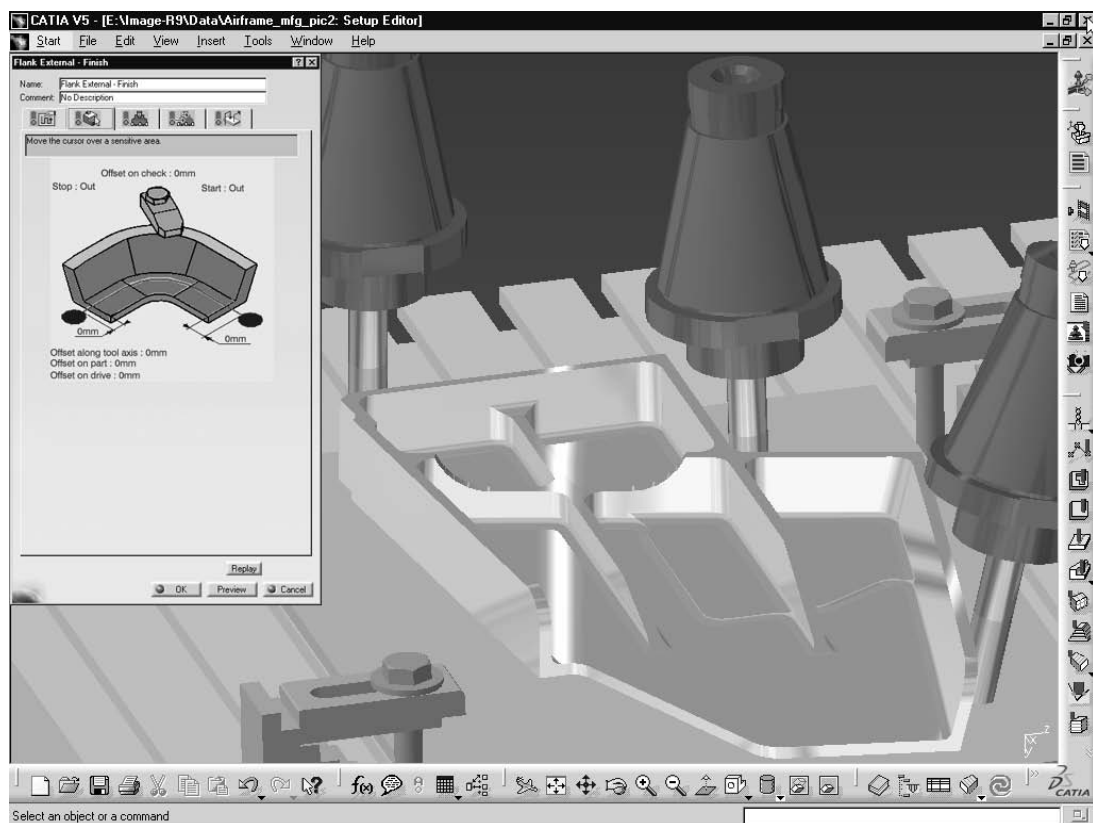 CATIA V5 - [E:\Image-R9\Data\Airframe_mfg_pic2: Setup Editor]
Start File Edit View Insert Tools Window Help
Flank External - Finish
Name: Flank External - Finish
Comment: No Description
Move the cursor over a sensitive area.
Offset on check : 0mm
Stop : Out Start : Out
0mm 0mm
Offset along tool axis : 0mm
Offset on part : 0mm
Offset on drive : 0mm
Replay
OK Preview Cancel
z
x
y
f(x)
CATIA
Select an object or a command